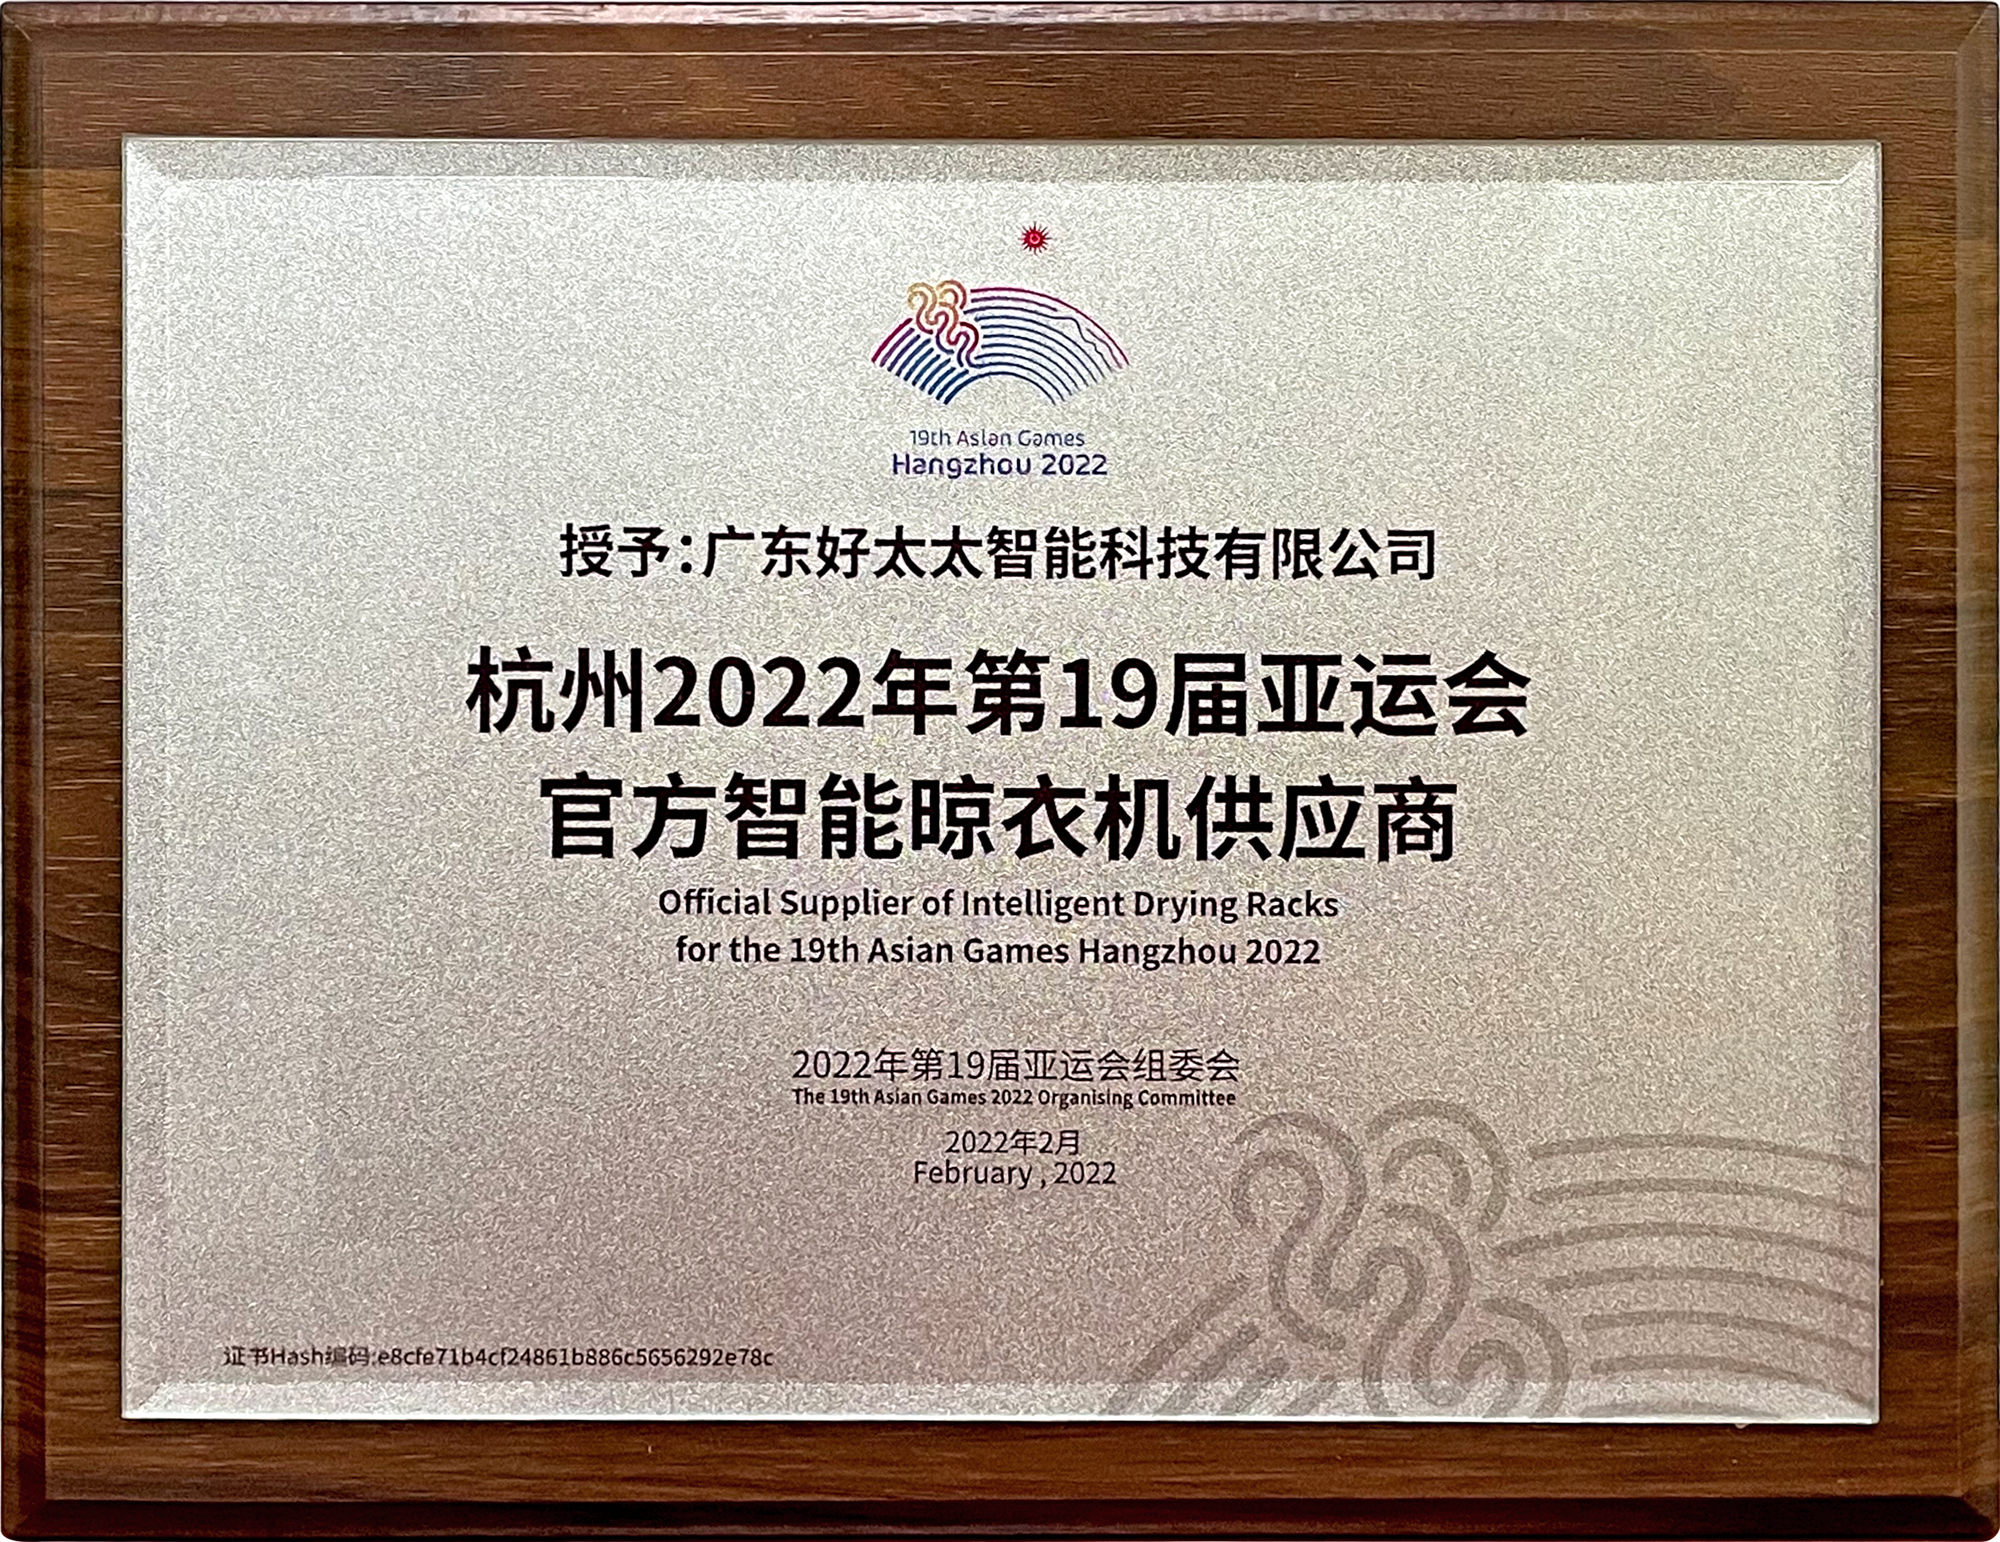 19th Asian Games
Hangzhou 2022
授予：广东好太太智能科技有限公司
杭州2022年第19届亚运会
官方智能晾衣机供应商
Official Supplier of Intelligent Drying Racks
for the 19th Asian Games Hangzhou 2022
2022年第19届亚运会组委会
The 19th Asian Games 2022 Organising Committee
2022年2月
February , 2022
证书Hash编码:e8cfe71b4cf24861b886c5656292e78c